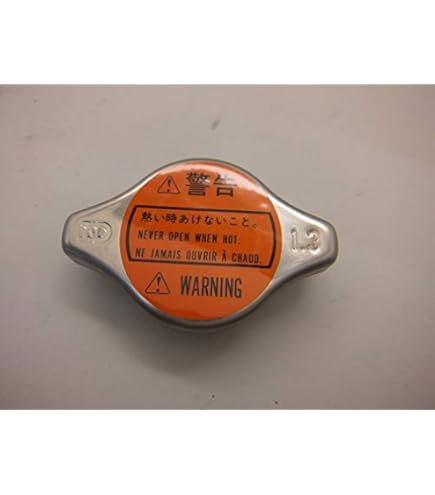 警告
熱い時あけないこと。
NEVER OPEN WHEN HOT.
NE JAMAIS OUVRIR À CHAUD.
WARNING
1.3